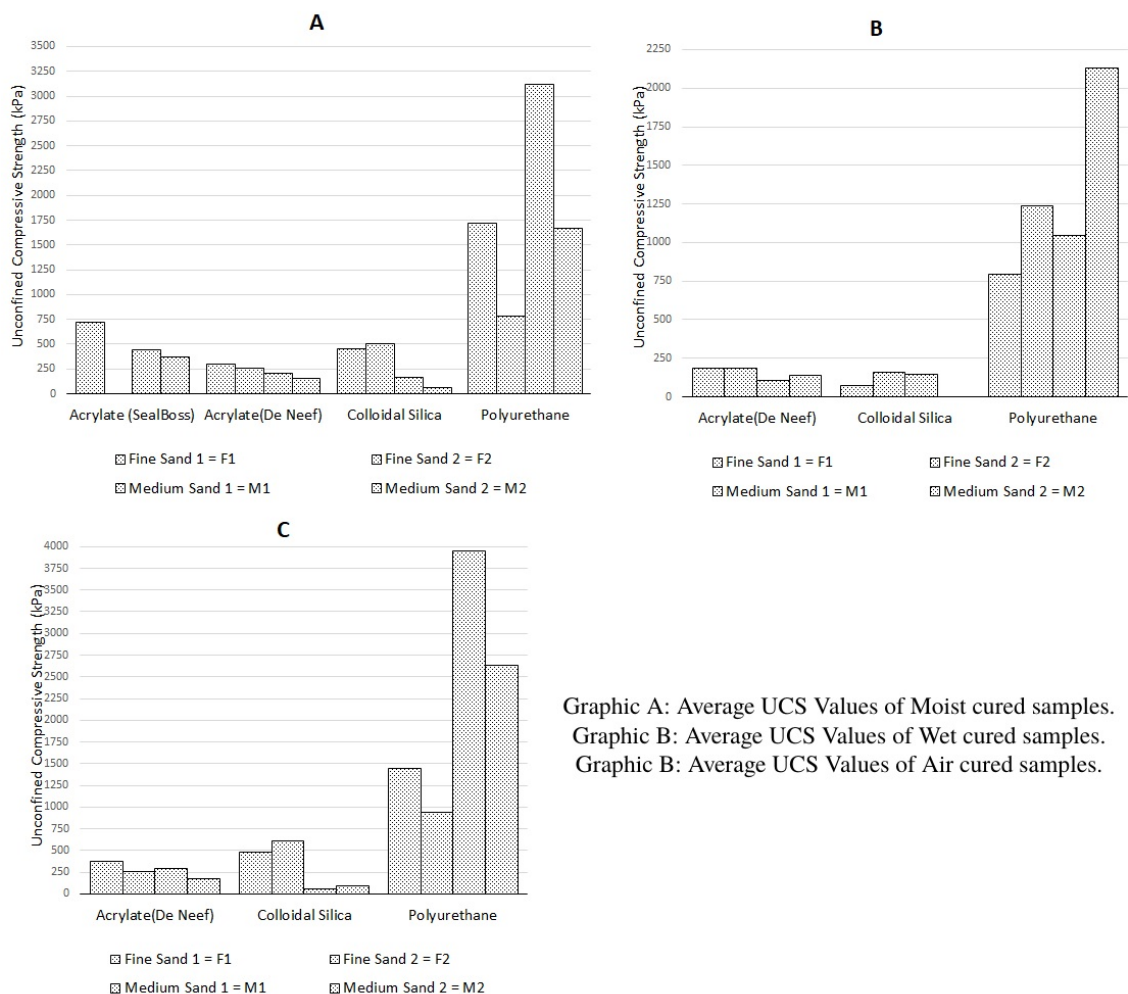 A
Unconfined Compressive Strength (kPa)
3500
3250
3000
2750
2500
2250
2000
1750
1500
1250
1000
750
500
250
0
Acrylate (SealBoss) Acrylate(De Neef) Colloidal Silica Polyurethane
Fine Sand 1 = F1 Fine Sand 2 = F2
Medium Sand 1 = M1 Medium Sand 2 = M2
B
Unconfined Compressive Strength (kPa)
2250
2000
1750
1500
1250
1000
750
500
250
0
Acrylate(De Neef) Colloidal Silica Polyurethane
Fine Sand 1 = F1 Fine Sand 2 = F2
Medium Sand 1 = M1 Medium Sand 2 = M2
C
Unconfined Compressive Strength (kPa)
4000
3750
3500
3250
3000
2750
2500
2250
2000
1750
1500
1250
1000
750
500
250
0
Acrylate(De Neef) Colloidal Silica Polyurethane
Fine Sand 1 = F1 Fine Sand 2 = F2
Medium Sand 1 = M1 Medium Sand 2 = M2
Graphic A: Average UCS Values of Moist cured samples.
Graphic B: Average UCS Values of Wet cured samples.
Graphic B: Average UCS Values of Air cured samples.